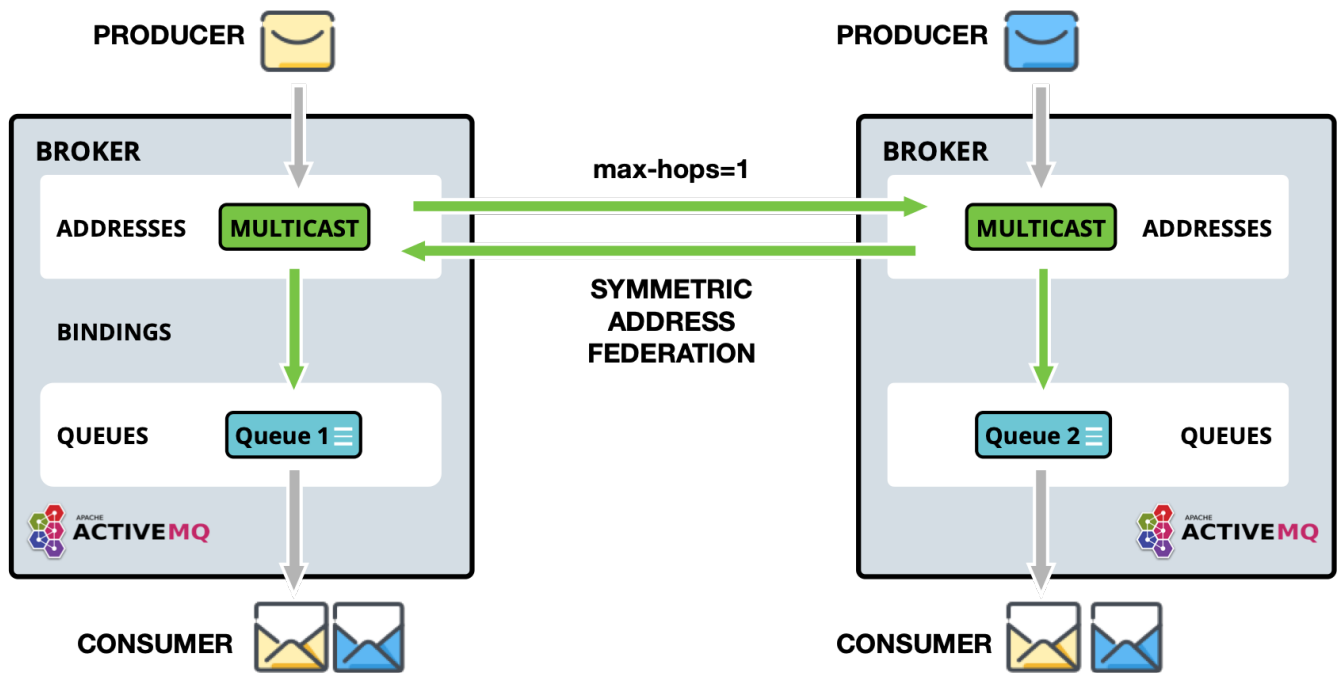 PRODUCER
PRODUCER
BROKER
max-hops=1
BROKER
ADDRESSES
MULTICAST
MULTICAST
ADDRESSES
SYMMETRIC
ADDRESS
FEDERATION
BINDINGS
QUEUES
Queue 1
Queue 2
QUEUES
APACHE
ACTIVEMQ
APACHE
ACTIVEMQ
CONSUMER
CONSUMER